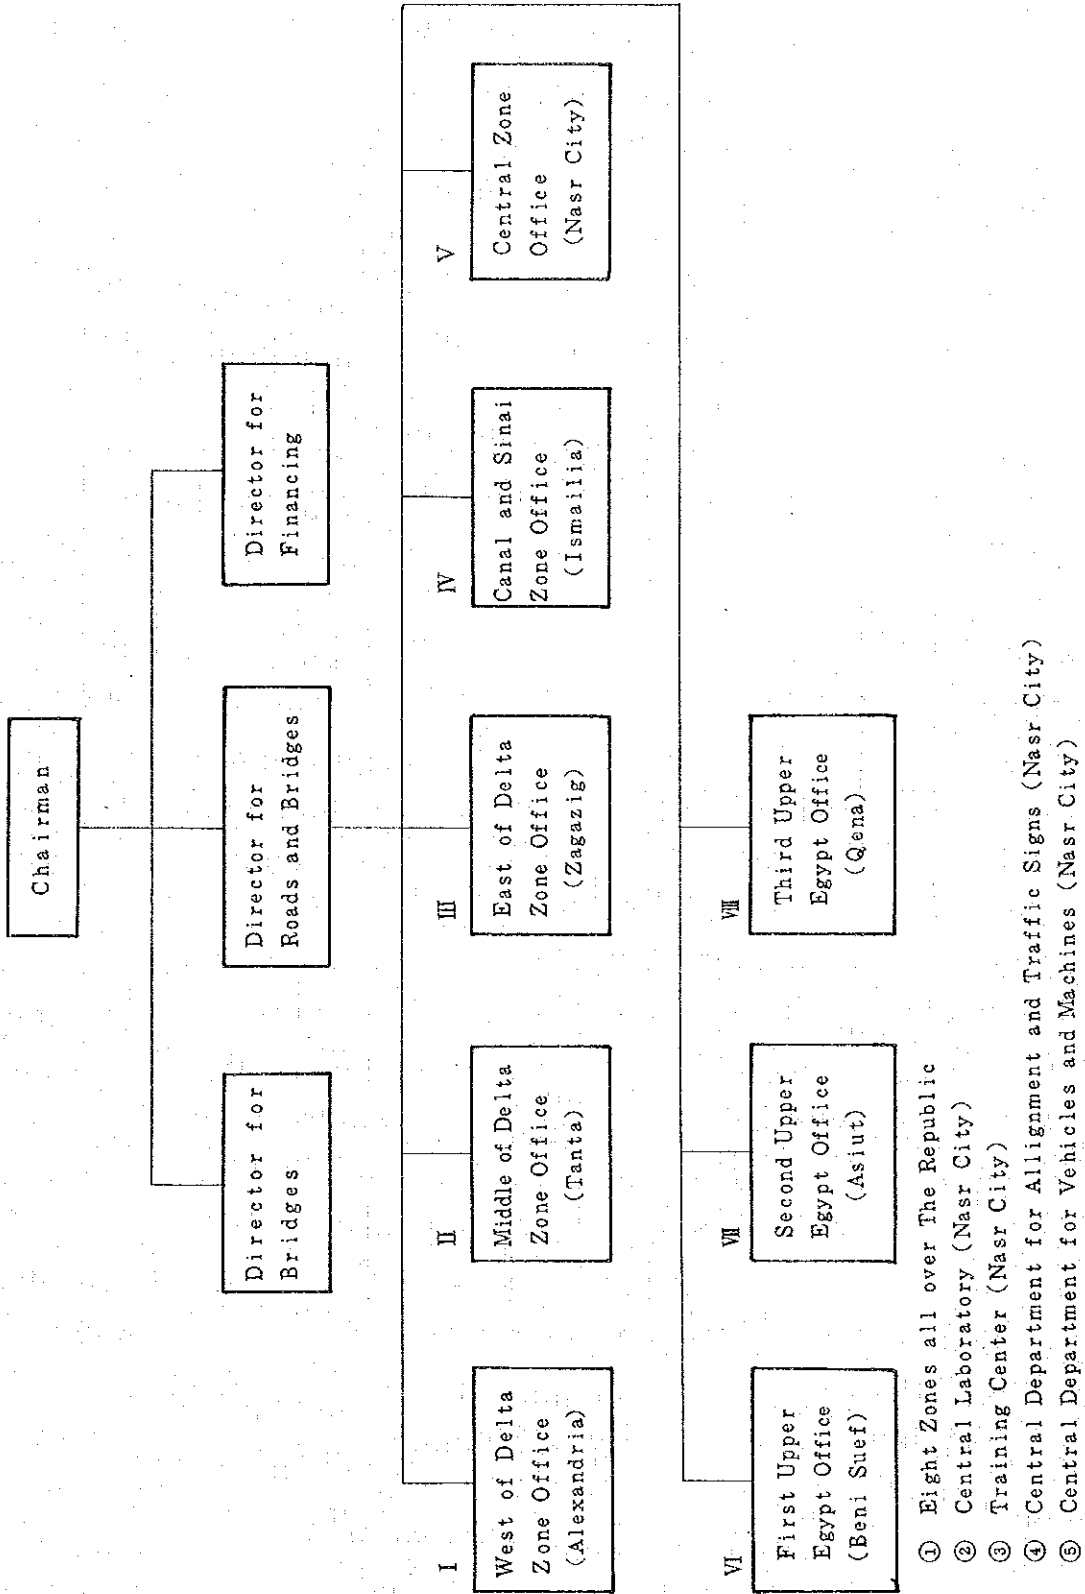 Chairman
Director for
Bridges
Director for
Roads and Bridges
Director for
Financing
I
West of Delta
Zone Office
(Alexandria)
II
Middle of Delta
Zone Office
(Tanta)
III
East of Delta
Zone Office
(Zagazig)
IV
Canal and Sinai
Zone Office
(Ismailia)
V
Central Zone
Office
(Nasr City)
VI
First Upper
Egypt Office
(Beni Suef)
VII
Second Upper
Egypt Office
(Asiut)
VIII
Third Upper
Egypt Office
(Qena)
① Eight Zones all over The Republic
② Central Laboratory (Nasr City)
③ Training Center (Nasr City)
④ Central Department for Allignment and Traffic Signs (Nasr City)
⑤ Central Department for Vehicles and Machines (Nasr City)